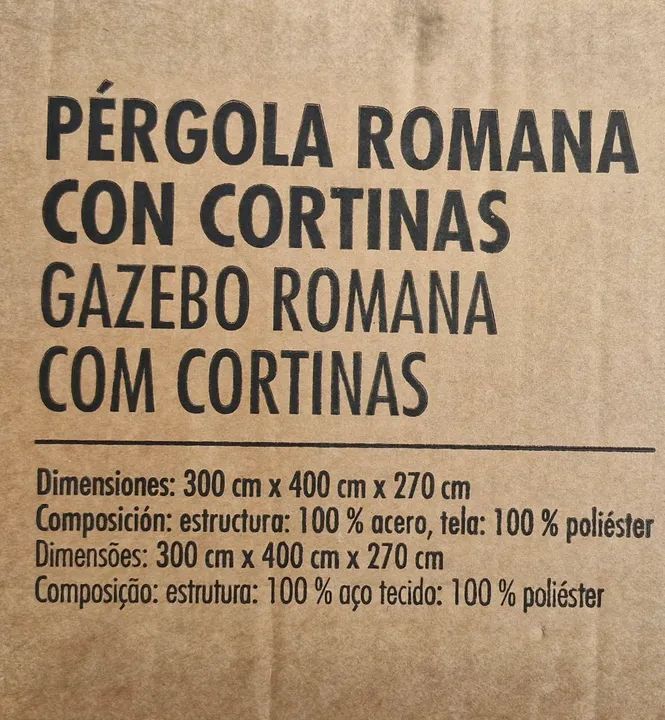 PÉRGOLA ROMANA
CON CORTINAS
GAZEBO ROMANA
COM CORTINAS
Dimensiones: 300 cm x 400 cm x 270 cm
Composición: estructura: 100 % acero, tela: 100 % poliéster
Dimensões: 300 cm x 400 cm x 270 cm
Composição: estrutura: 100 % aço tecido: 100 % poliéster